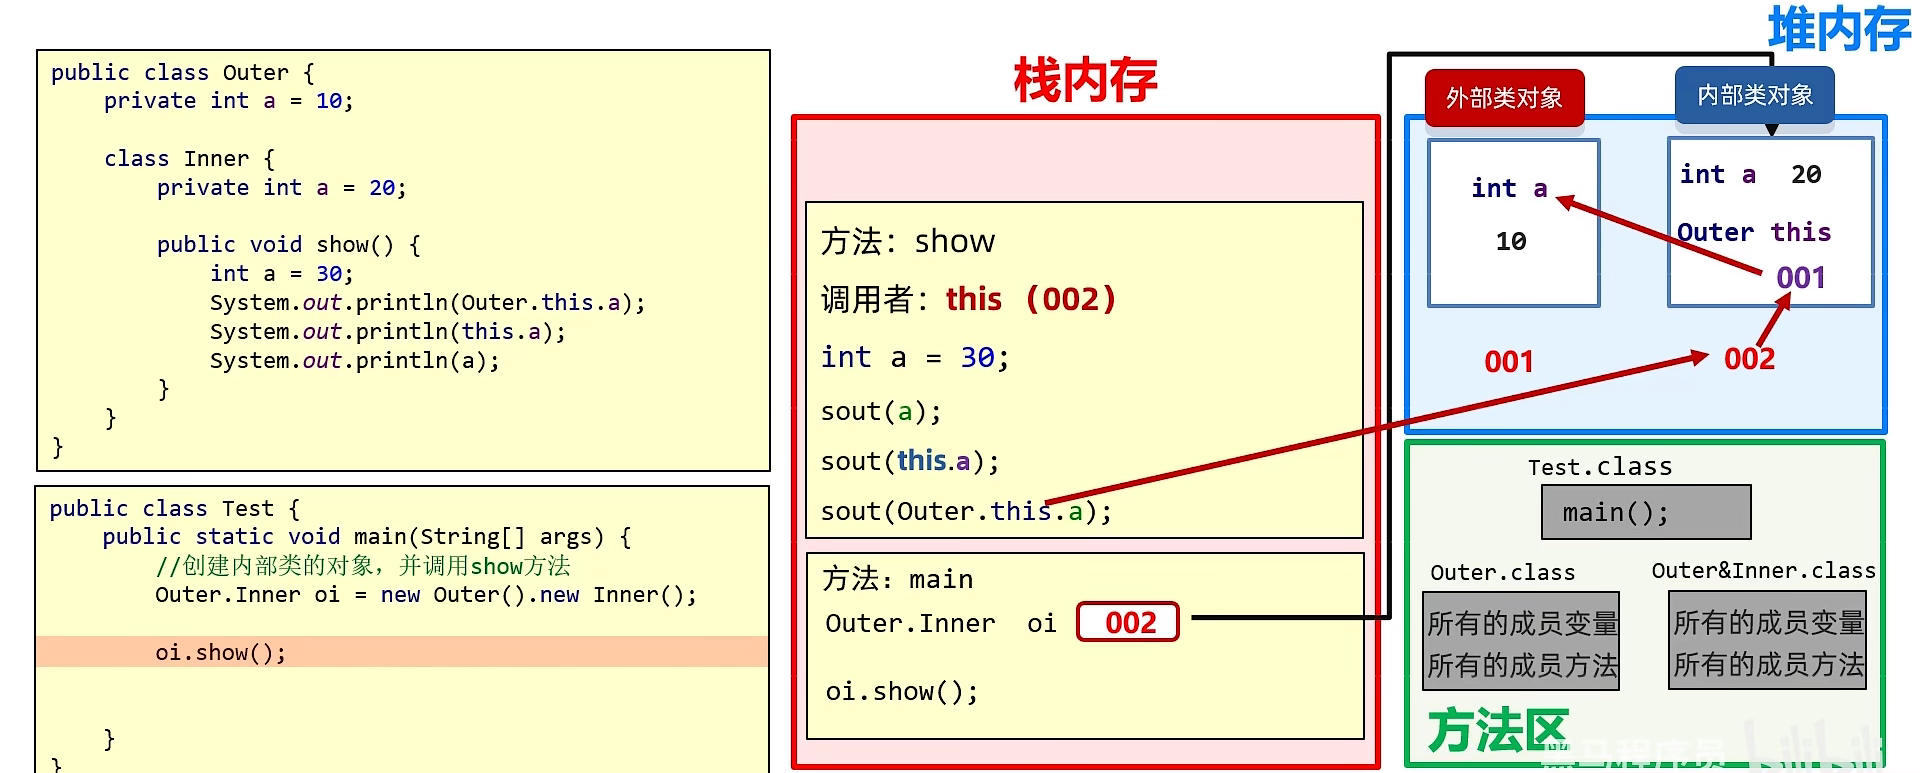 public class Outer {
private int a = 10;
class Inner {
private int a = 20;
public void show() {
int a = 30;
System.out.println(Outer.this.a);
System.out.println(this.a);
System.out.println(a);
}
}
}
public class Test {
public static void main(String[] args) {
//创建内部类的对象，并调用show方法
Outer.Inner oi = new Outer().new Inner();
oi.show();
}
}
栈内存
方法：show
调用者：this（002）
int a = 30;
sout(a);
sout(this.a);
sout(Outer.this.a);
方法：main
Outer.Inner oi 002
oi.show();
堆内存
外部类对象
int a
10
001
内部类对象
int a 20
Outer this
001
002
Test.class
main();
Outer.class
所有的成员变量
所有的成员方法
Outer&Inner.class
所有的成员变量
所有的成员方法
方法区
黑马程序员
bilibili